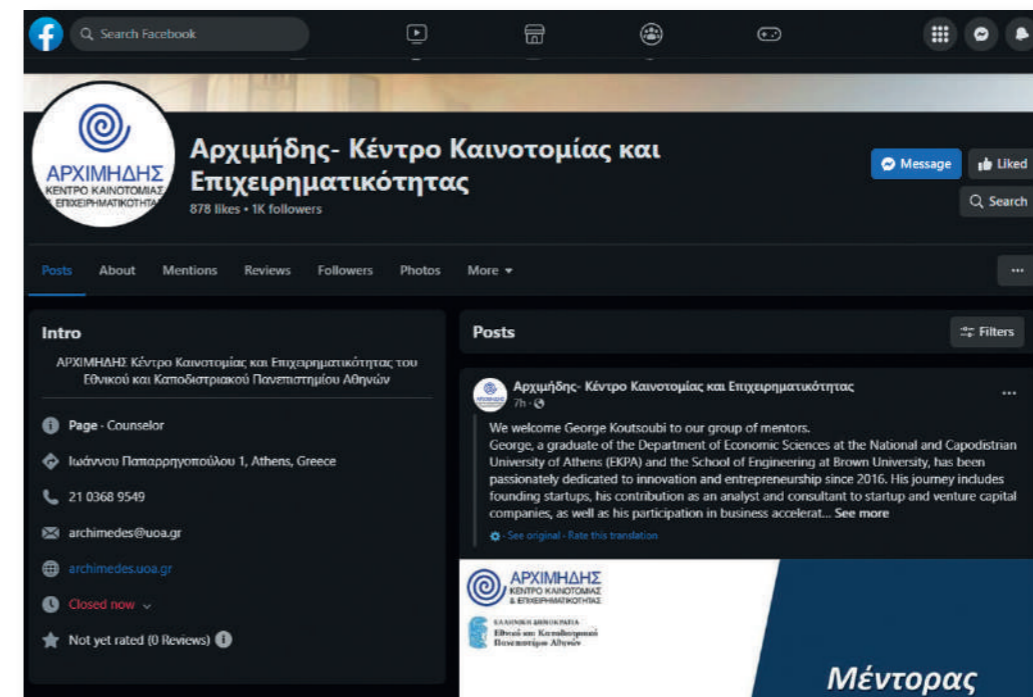 Search Facebook
ΑΡΧΙΜΗΔΗΣ
ΚΕΝΤΡΟ ΚΑΙΝΟΤΟΜΙΑΣ
& ΕΠΙΧΕΙΡΗΜΑΤΙΚΟΤΗΤΑ
Αρχιμήδης- Κέντρο Καινοτομίας και
Επιχειρηματικότητας
878 likes • 1K followers
Message
Liked
Search
Posts About Mentions Reviews Followers Photos More
Intro
ΑΡΧΙΜΗΔΗΣ Κέντρο Καινοτομίας και Επιχειρηματικότητας του
Εθνικού και Καποδιστριακού Πανεπιστημίου Αθηνών
Page · Counselor
Ιωάννου Παπαρρηγοπούλου 1, Athens, Greece
21 0368 9549
archimedes@uoa.gr
archimedes.uoa.gr
Closed now
Not yet rated (0 Reviews)
Posts
Filters
Αρχιμήδης- Κέντρο Καινοτομίας και Επιχειρηματικότητας
7h ·
We welcome George Koutsoubi to our group of mentors.
George, a graduate of the Department of Economic Sciences at the National and Capodistrian
University of Athens (EKPA) and the School of Engineering at Brown University, has been
passionately dedicated to innovation and entrepreneurship since 2016. His journey includes
founding startups, his contribution as an analyst and consultant to startup and venture capital
companies, as well as his participation in business accelerat... See more
· See original · Rate this translation
ΑΡΧΙΜΗΔΗΣ
ΚΕΝΤΡΟ ΚΑΙΝΟΤΟΜΙΑΣ
& ΕΠΙΧΕΙΡΗΜΑΤΙΚΟΤΗΤΑΣ
ΕΛΛΗΝΙΚΗ ΔΗΜΟΚΡΑΤΙΑ
Εθνικό και Καποδιστριακό
Πανεπιστήμιο Αθηνών
Μέντορας